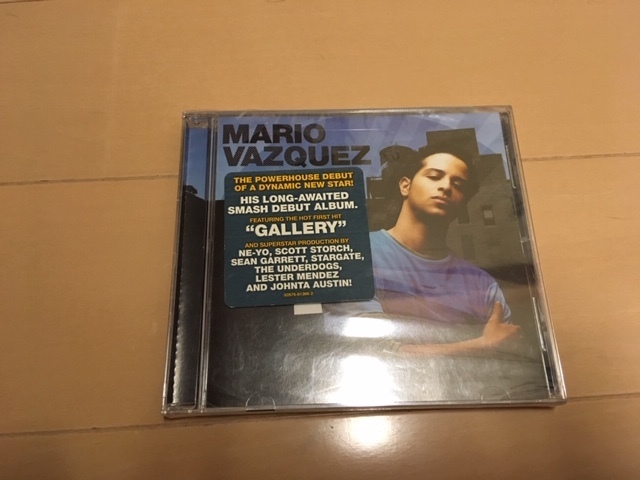 MARIO
VAZQUEZ
THE POWERHOUSE DEBUT
OF A DYNAMIC NEW STAR!
HIS LONG-AWAITED
SMASH DEBUT ALBUM.
FEATURING THE HOT FIRST HIT
"GALLERY"
AND SUPERSTAR PRODUCTION BY
NE-YO, SCOTT STORCH,
SEAN GARRETT, STARGATE,
THE UNDERDOGS,
LESTER MENDEZ
AND JOHNTA AUSTIN!